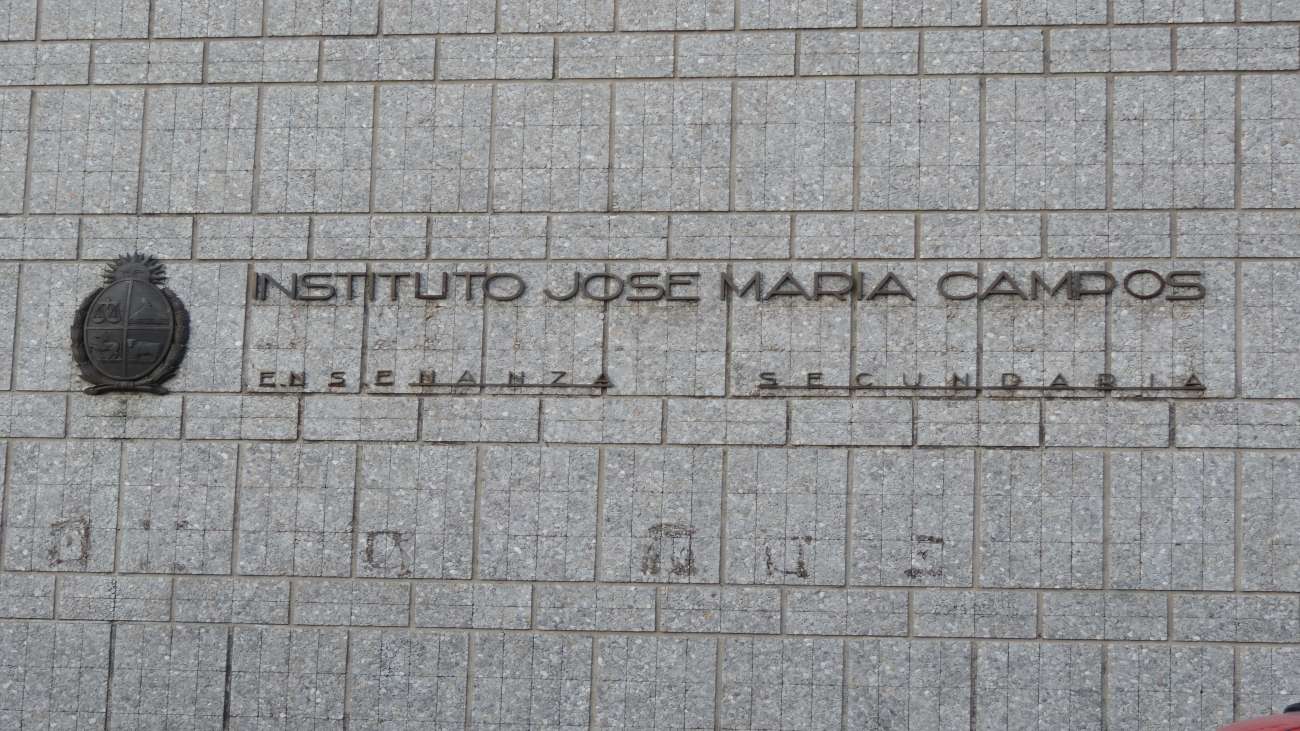 INSTITUTO JOSE MARIA CAMPOS
ENSEÑANZA SECUNDARIA